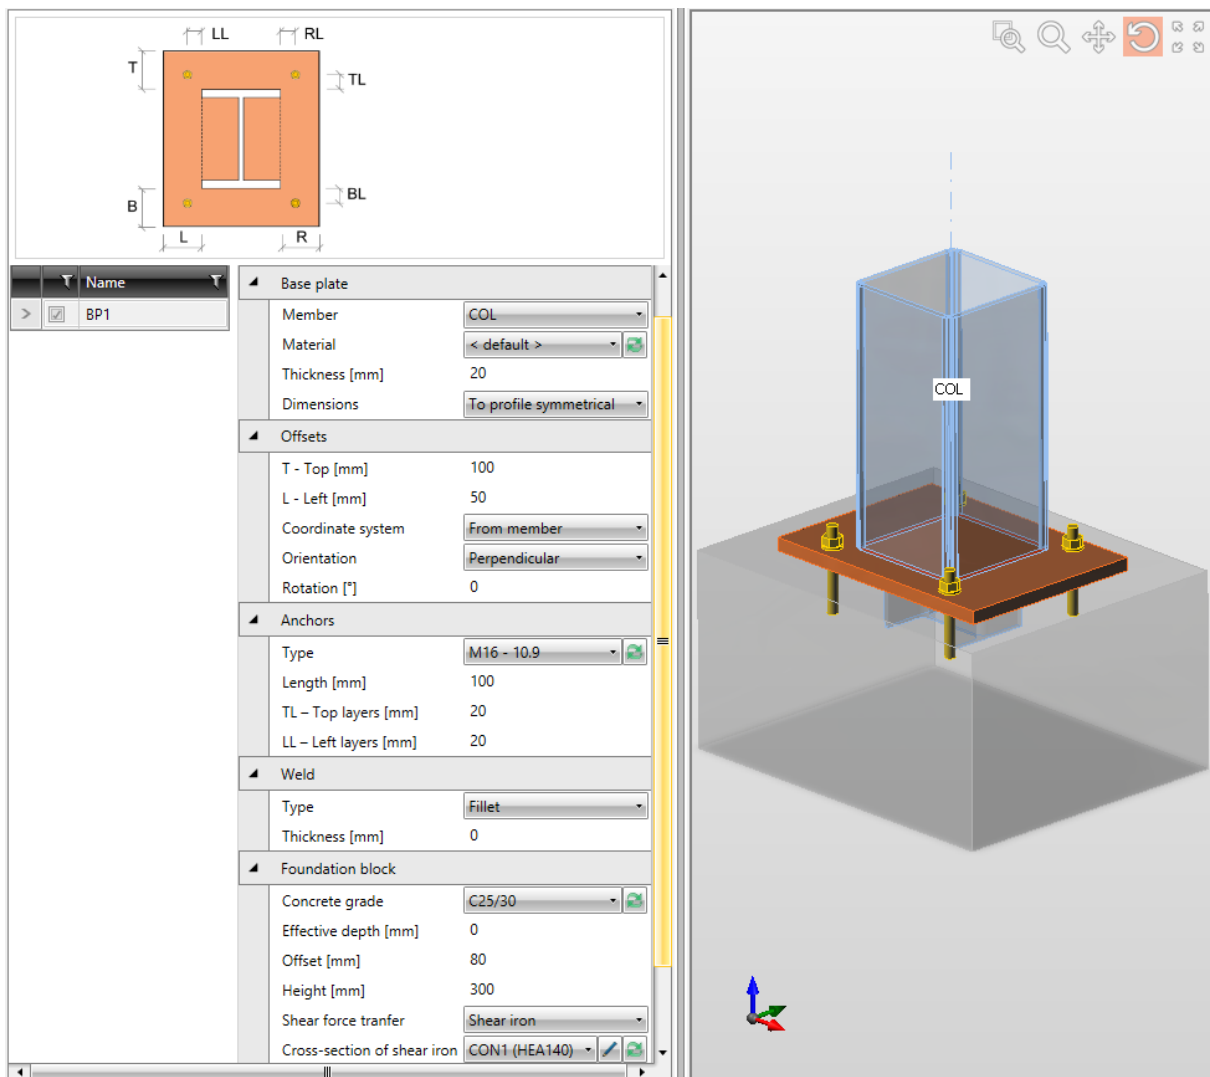 LL RL
T
TL
B
BL
L R
Name
BP1
Base plate
Member COL
Material < default >
Thickness [mm] 20
Dimensions To profile symmetrical
Offsets
T - Top [mm] 100
L - Left [mm] 50
Coordinate system From member
Orientation Perpendicular
Rotation [°] 0
Anchors
Type M16 - 10.9
Length [mm] 100
TL – Top layers [mm] 20
LL – Left layers [mm] 20
Weld
Type Fillet
Thickness [mm] 0
Foundation block
Concrete grade C25/30
Effective depth [mm] 0
Offset [mm] 80
Height [mm] 300
Shear force tranfer Shear iron
Cross-section of shear iron CON1 (HEA140)
COL